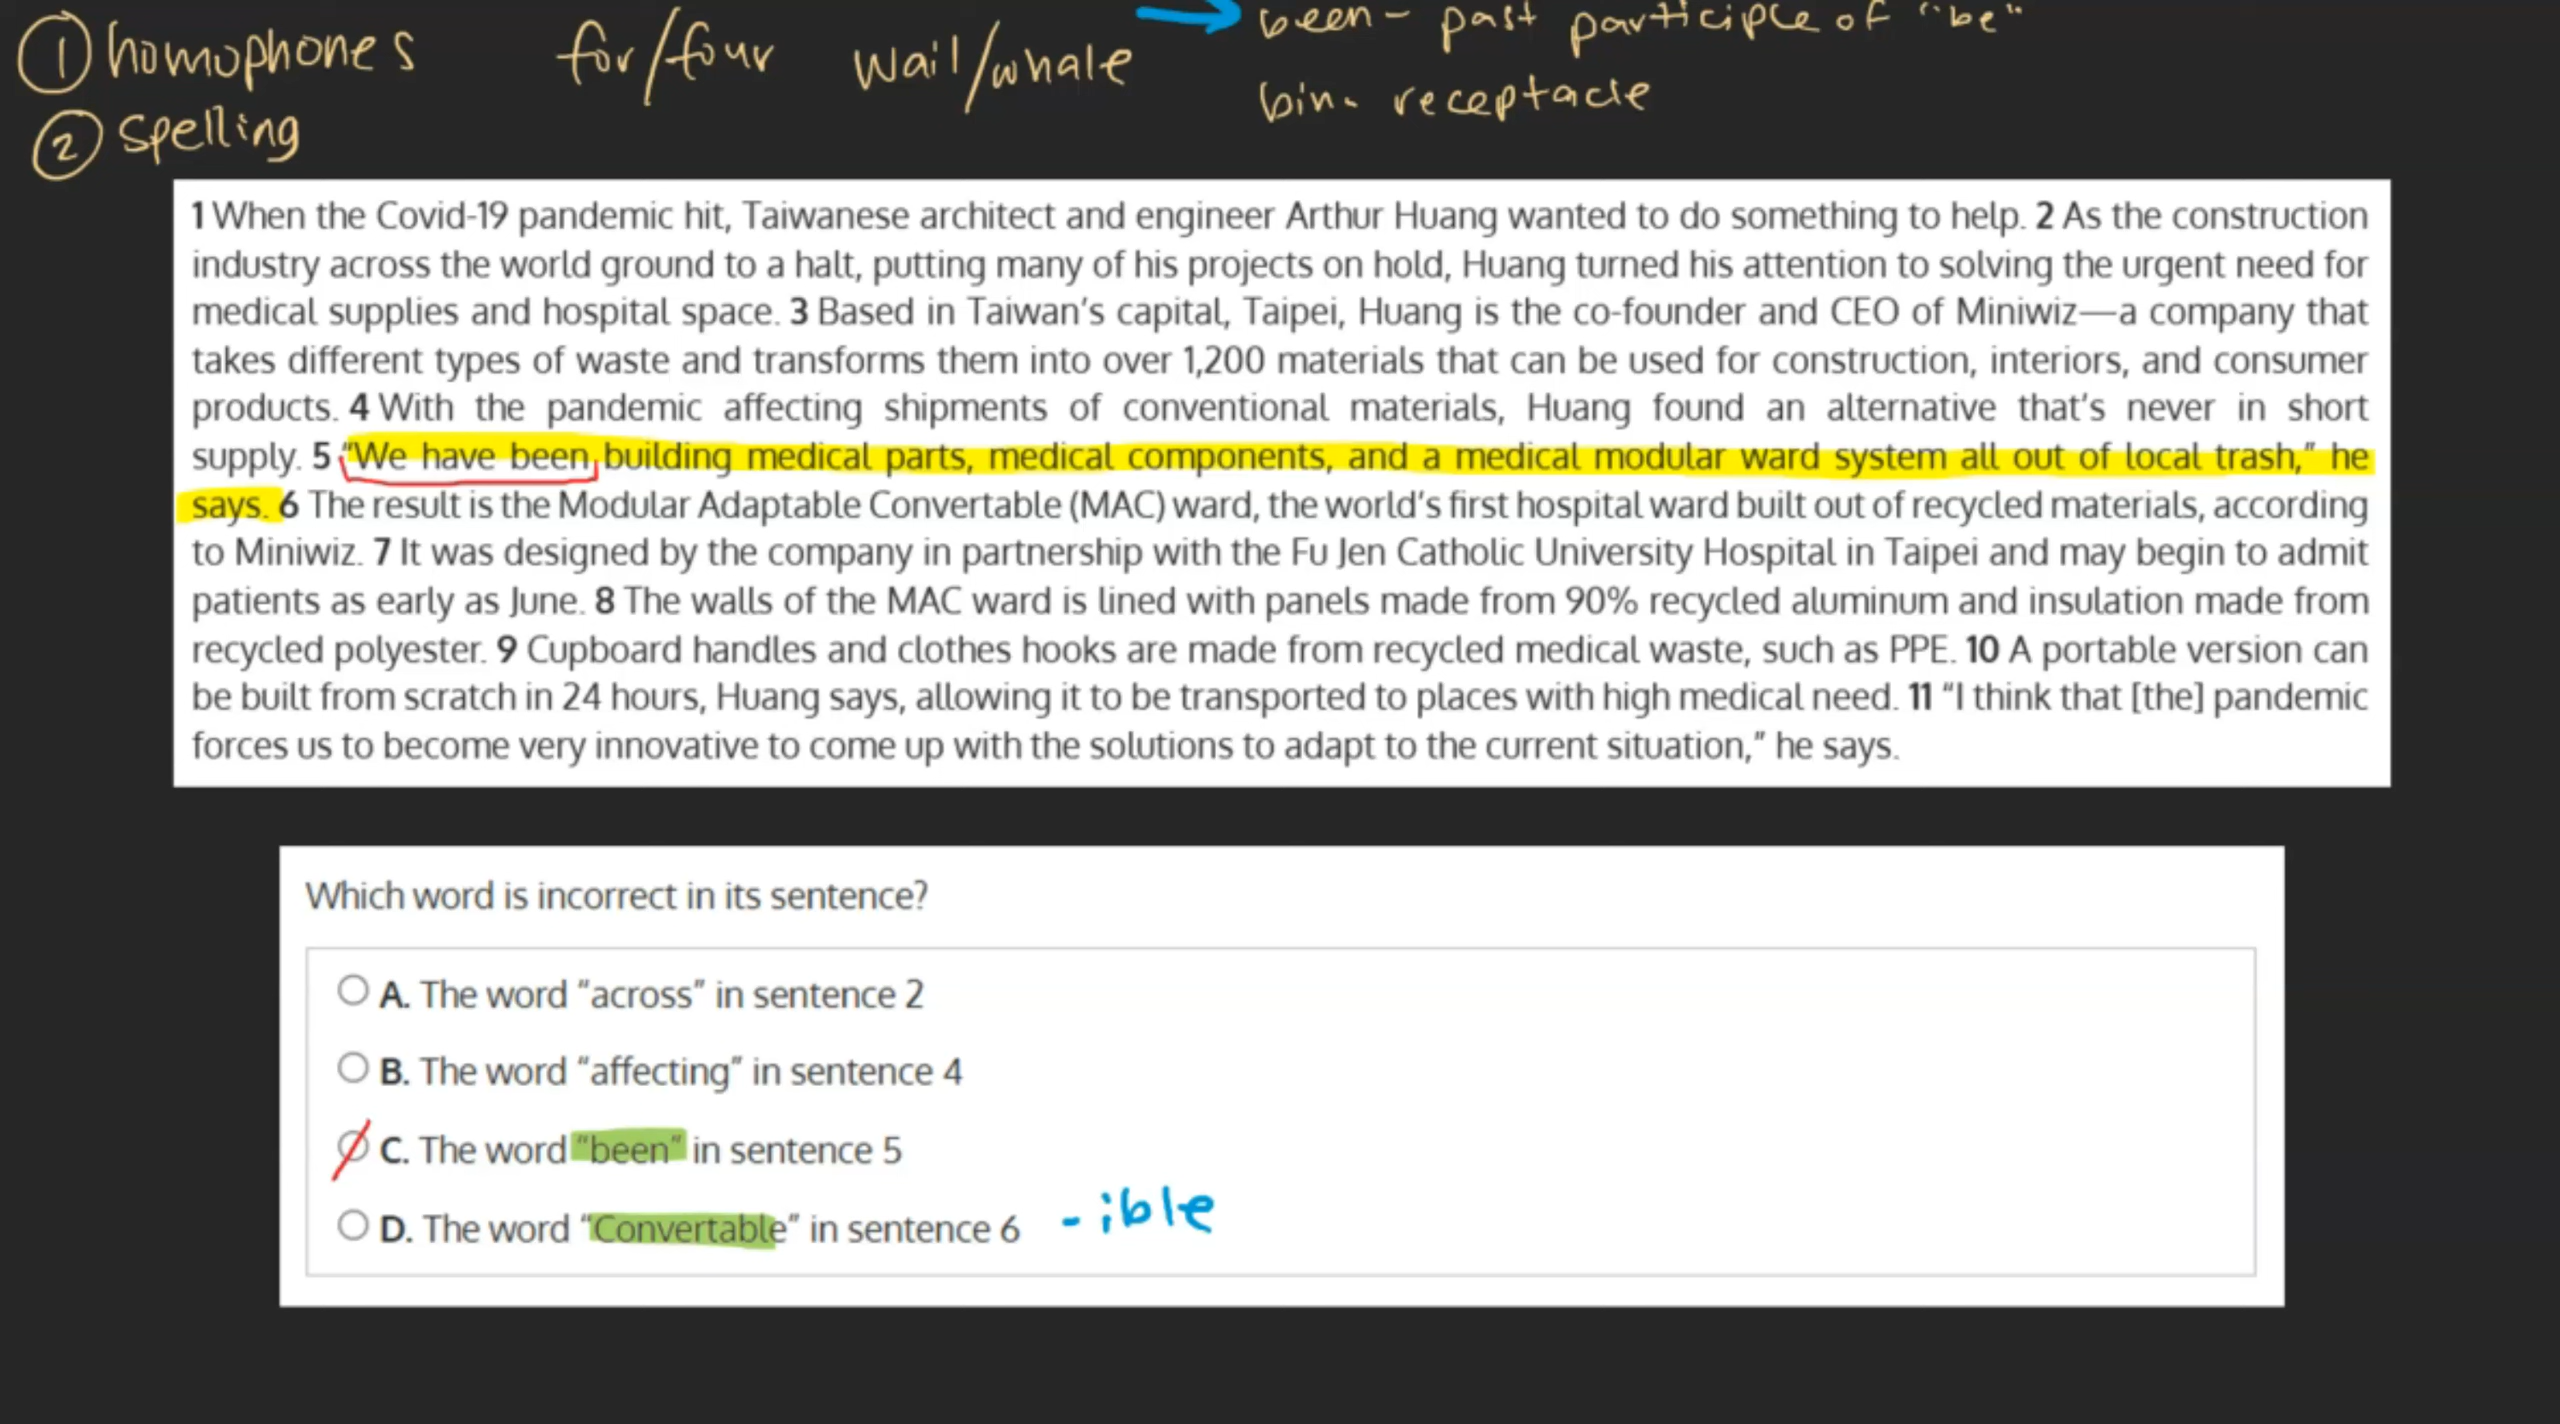 ① homophones for/four wail/whale → been - past participle of "be"
bin - receptacle
② spelling
1 When the Covid-19 pandemic hit, Taiwanese architect and engineer Arthur Huang wanted to do something to help. 2 As the construction
industry across the world ground to a halt, putting many of his projects on hold, Huang turned his attention to solving the urgent need for
medical supplies and hospital space. 3 Based in Taiwan's capital, Taipei, Huang is the co-founder and CEO of Miniwiz—a company that
takes different types of waste and transforms them into over 1,200 materials that can be used for construction, interiors, and consumer
products. 4 With the pandemic affecting shipments of conventional materials, Huang found an alternative that's never in short
supply. 5 "We have been building medical parts, medical components, and a medical modular ward system all out of local trash," he
says. 6 The result is the Modular Adaptable Convertable (MAC) ward, the world's first hospital ward built out of recycled materials, according
to Miniwiz. 7 It was designed by the company in partnership with the Fu Jen Catholic University Hospital in Taipei and may begin to admit
patients as early as June. 8 The walls of the MAC ward is lined with panels made from 90% recycled aluminum and insulation made from
recycled polyester. 9 Cupboard handles and clothes hooks are made from recycled medical waste, such as PPE. 10 A portable version can
be built from scratch in 24 hours, Huang says, allowing it to be transported to places with high medical need. 11 "I think that [the] pandemic
forces us to become very innovative to come up with the solutions to adapt to the current situation," he says.
Which word is incorrect in its sentence?
A. The word "across" in sentence 2
B. The word "affecting" in sentence 4
C. The word "been" in sentence 5
D. The word "Convertable" in sentence 6 - ible